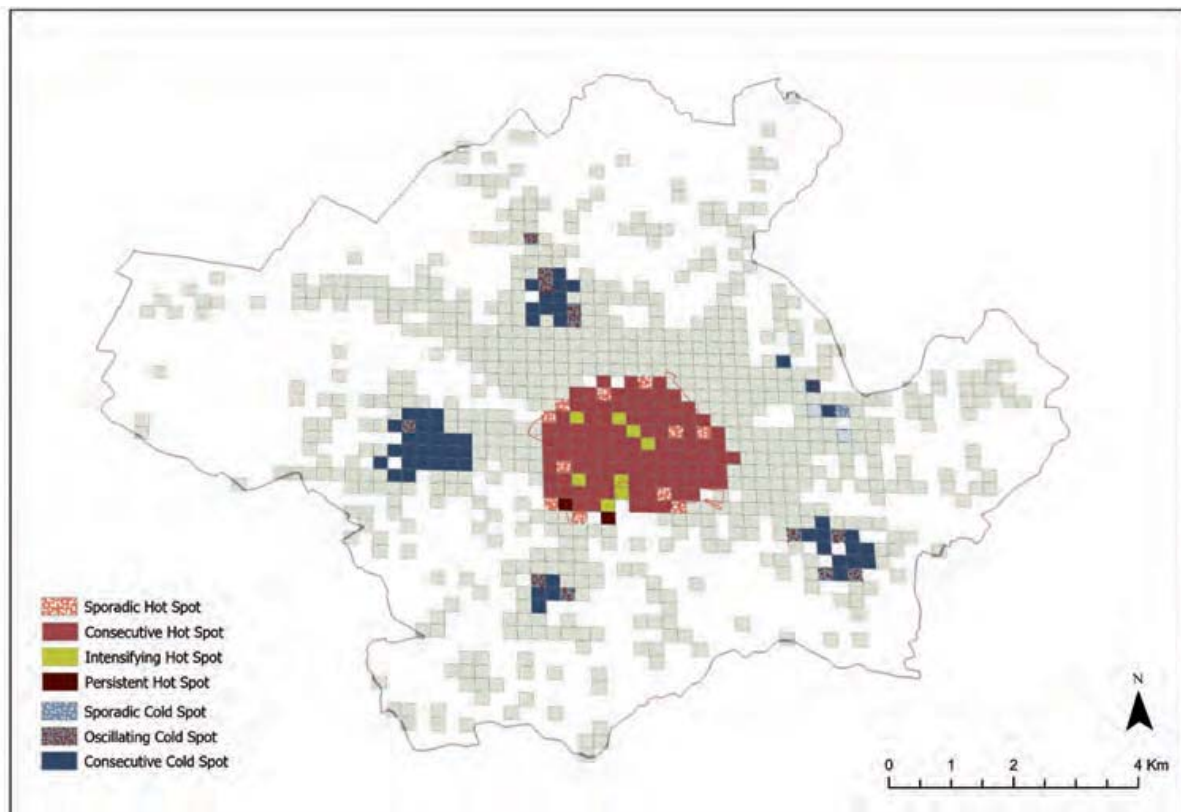 Sporadic Hot Spot
Consecutive Hot Spot
Intensifying Hot Spot
Persistent Hot Spot
Sporadic Cold Spot
Oscillating Cold Spot
Consecutive Cold Spot
N
0 1 2 4 Km